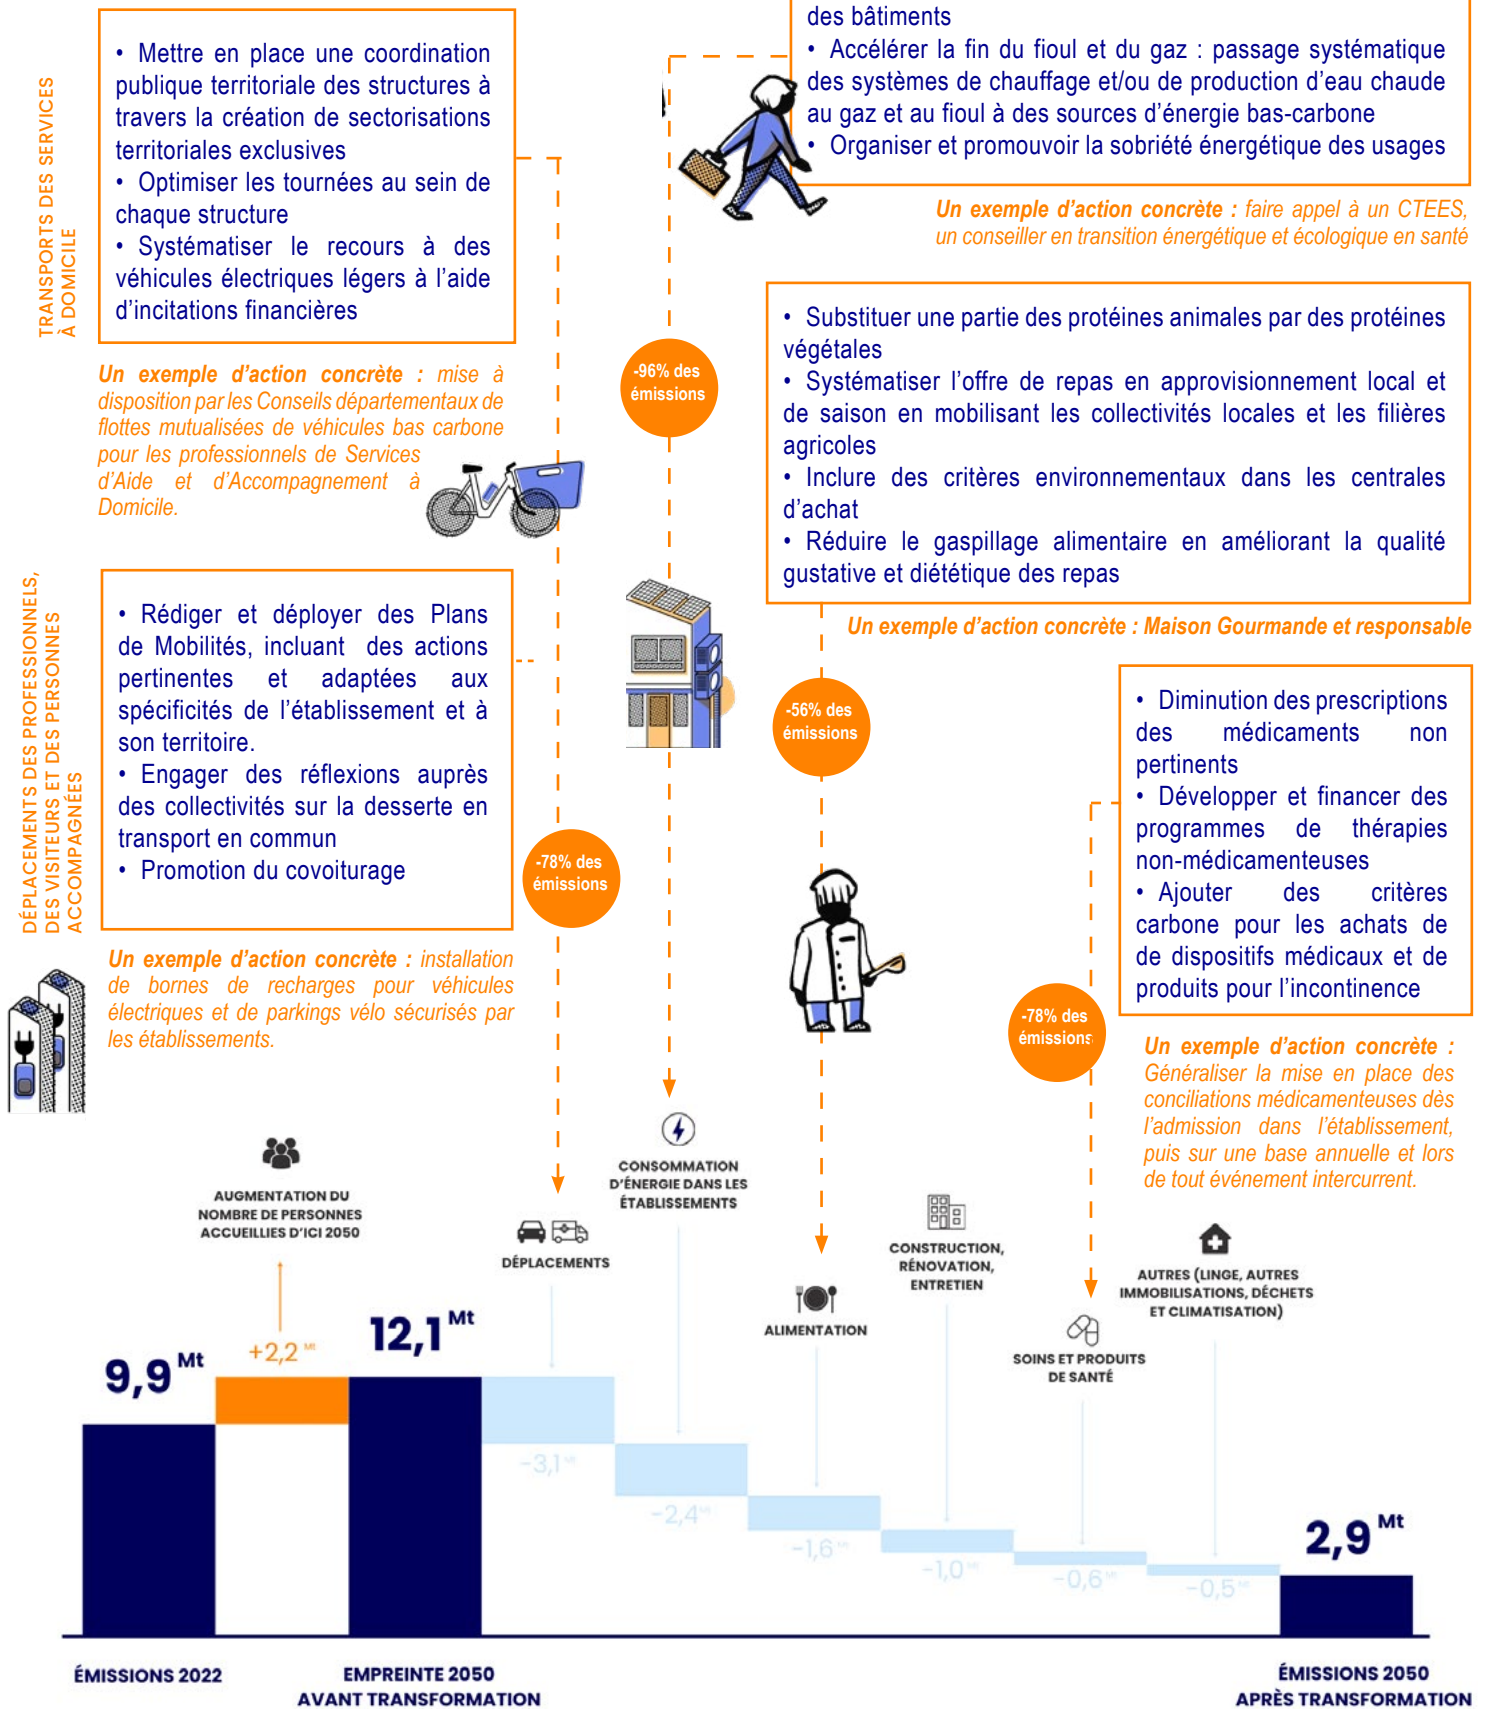 TRANSPORTS DES SERVICES
À DOMICILE
• Mettre en place une coordination
publique territoriale des structures à
travers la création de sectorisations
territoriales exclusives
• Optimiser les tournées au sein de
chaque structure
• Systématiser le recours à des
véhicules électriques légers à l’aide
d’incitations financières
Un exemple d’action concrète : mise à
disposition par les Conseils départementaux de
flottes mutualisées de véhicules bas carbone
pour les professionnels de Services
d’Aide et d’Accompagnement à
Domicile.
des bâtiments
• Accélérer la fin du fioul et du gaz : passage systématique
des systèmes de chauffage et/ou de production d’eau chaude
au gaz et au fioul à des sources d’énergie bas-carbone
• Organiser et promouvoir la sobriété énergétique des usages
Un exemple d’action concrète : faire appel à un CTEES,
un conseiller en transition énergétique et écologique en santé
-96% des
émissions
• Substituer une partie des protéines animales par des protéines
végétales
• Systématiser l’offre de repas en approvisionnement local et
de saison en mobilisant les collectivités locales et les filières
agricoles
• Inclure des critères environnementaux dans les centrales
d’achat
• Réduire le gaspillage alimentaire en améliorant la qualité
gustative et diététique des repas
Un exemple d’action concrète : Maison Gourmande et responsable
-56% des
émissions
DÉPLACEMENTS DES PROFESSIONNELS,
DES VISITEURS ET DES PERSONNES
ACCOMPAGNÉES
• Rédiger et déployer des Plans
de Mobilités, incluant des actions
pertinentes et adaptées aux
spécificités de l’établissement et à
son territoire.
• Engager des réflexions auprès
des collectivités sur la desserte en
transport en commun
• Promotion du covoiturage
-78% des
émissions
Un exemple d’action concrète : installation
de bornes de recharges pour véhicules
électriques et de parkings vélo sécurisés par
les établissements.
• Diminution des prescriptions
des médicaments non
pertinents
• Développer et financer des
programmes de thérapies
non-médicamenteuses
• Ajouter des critères
carbone pour les achats de
de dispositifs médicaux et de
produits pour l’incontinence
-78% des
émissions
Un exemple d’action concrète :
Généraliser la mise en place des
conciliations médicamenteuses dès
l’admission dans l’établissement,
puis sur une base annuelle et lors
de tout événement intercurrent.
AUGMENTATION DU
NOMBRE DE PERSONNES
ACCUEILLIES D’ICI 2050
DÉPLACEMENTS
CONSOMMATION
D’ÉNERGIE DANS LES
ÉTABLISSEMENTS
ALIMENTATION
CONSTRUCTION,
RÉNOVATION,
ENTRETIEN
SOINS ET PRODUITS
DE SANTÉ
AUTRES (LINGE, AUTRES
IMMOBILISATIONS, DÉCHETS
ET CLIMATISATION)
9,9 Mt
+2,2 Mt
12,1 Mt
-3,1 Mt
-2,4 Mt
-1,6 Mt
-1,0 Mt
-0,6 Mt
-0,5 Mt
2,9 Mt
ÉMISSIONS 2022
EMPREINTE 2050
AVANT TRANSFORMATION
ÉMISSIONS 2050
APRÈS TRANSFORMATION